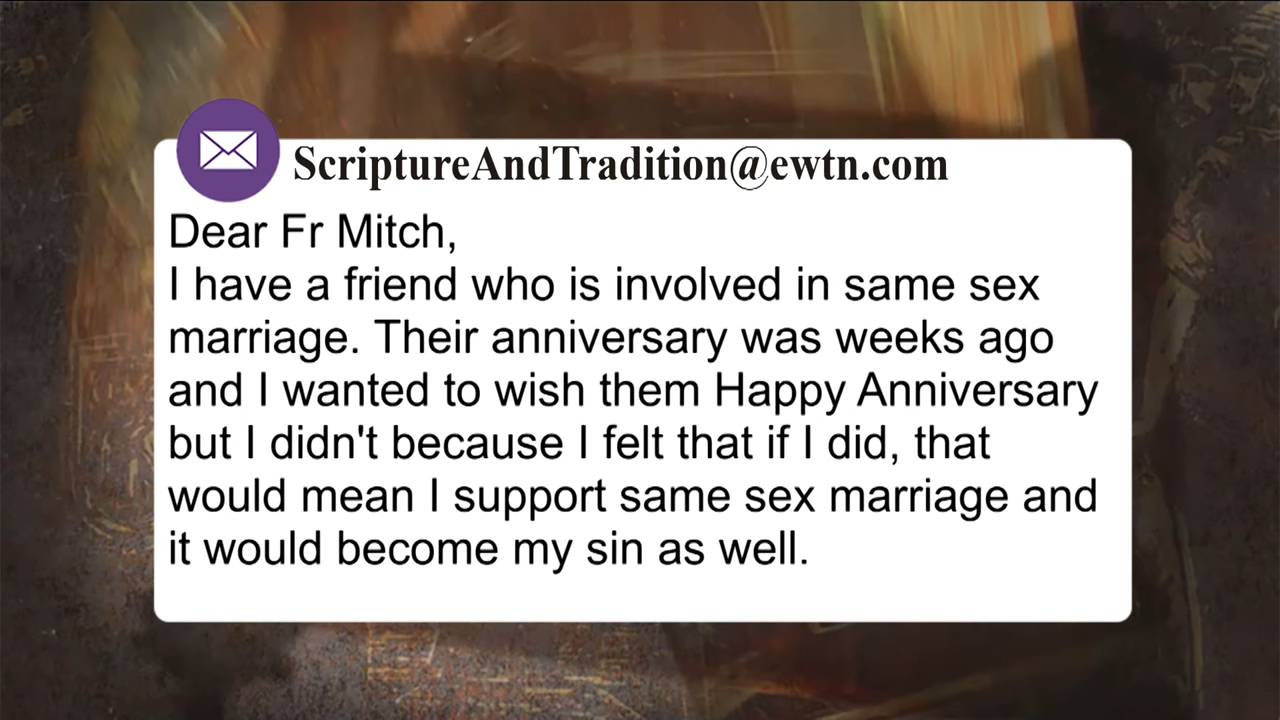 ScriptureAndTradition@ewtn.com
Dear Fr Mitch,
I have a friend who is involved in same sex
marriage. Their anniversary was weeks ago
and I wanted to wish them Happy Anniversary
but I didn't because I felt that if I did, that
would mean I support same sex marriage and
it would become my sin as well.